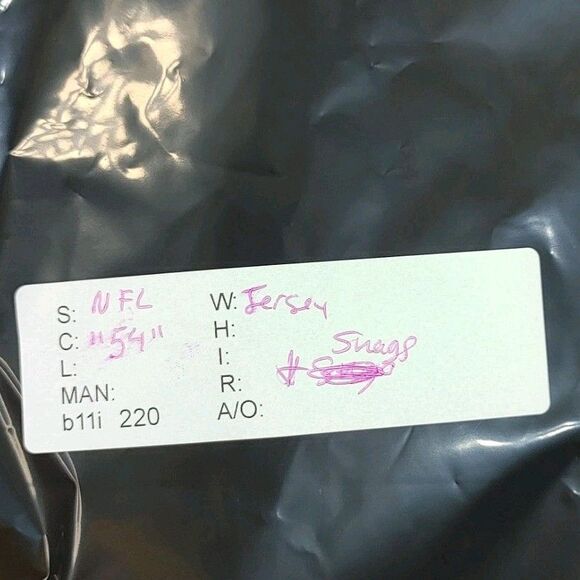 S: NFL
C: "54"
L:
MAN:
b11i 220
W: Jersey
H:
I: Snags
R: +
A/O: